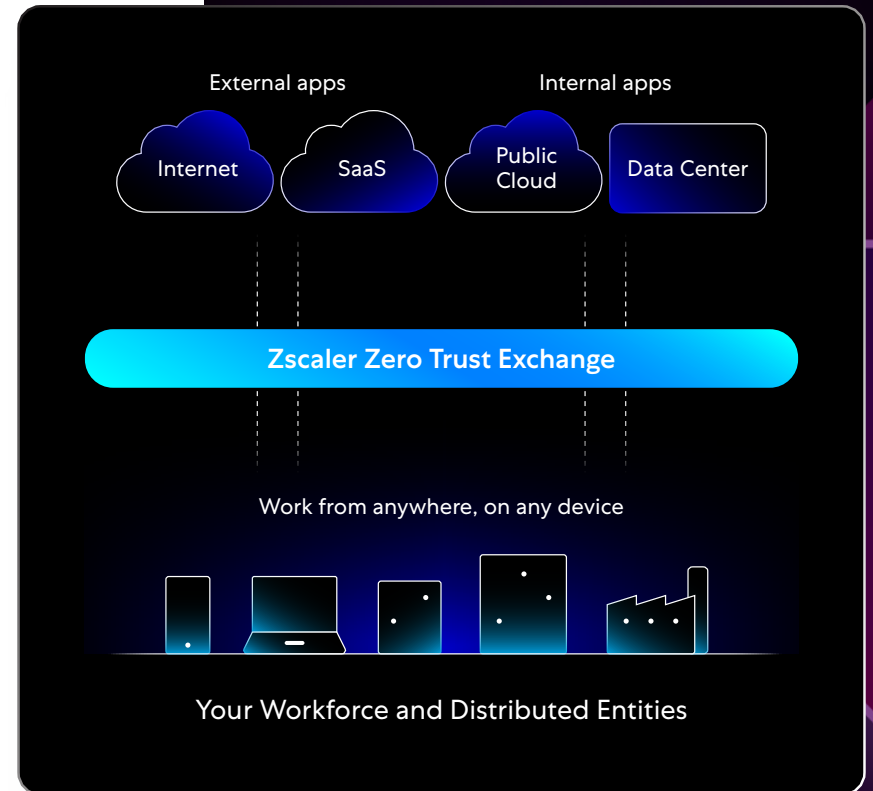 External apps
Internal apps
Internet
SaaS
Public
Cloud
Data Center
Zscaler Zero Trust Exchange
Work from anywhere, on any device
Your Workforce and Distributed Entities